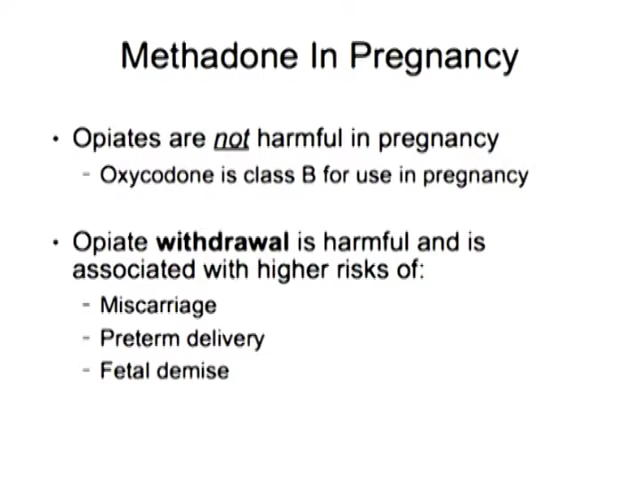 Methadone In Pregnancy
• Opiates are not harmful in pregnancy
- Oxycodone is class B for use in pregnancy
• Opiate withdrawal is harmful and is
associated with higher risks of:
- Miscarriage
- Preterm delivery
- Fetal demise